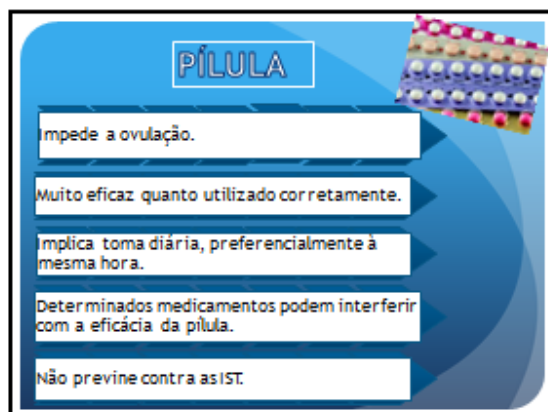 PÍLULA
Impede a ovulação.
Muito eficaz quanto utilizado corretamente.
Implica toma diária, preferencialmente à
mesma hora.
Determinados medicamentos podem interferir
com a eficácia da pílula.
Não previne contra as IST.